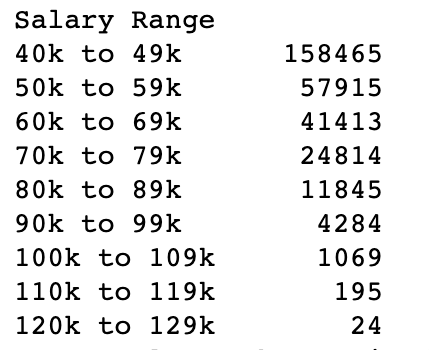 Salary Range
40k to 49k 158465
50k to 59k 57915
60k to 69k 41413
70k to 79k 24814
80k to 89k 11845
90k to 99k 4284
100k to 109k 1069
110k to 119k 195
120k to 129k 24